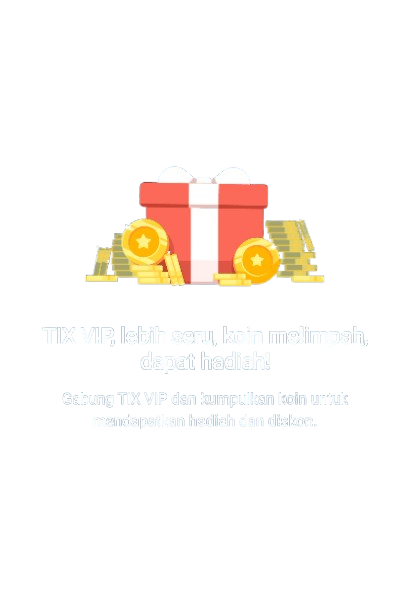 TIX VIP, lebih seru, koin melimpah,
dapat hadiah!
Gabung TIX VIP dan kumpulkan koin untuk
mendapatkan hadiah dan diskon.